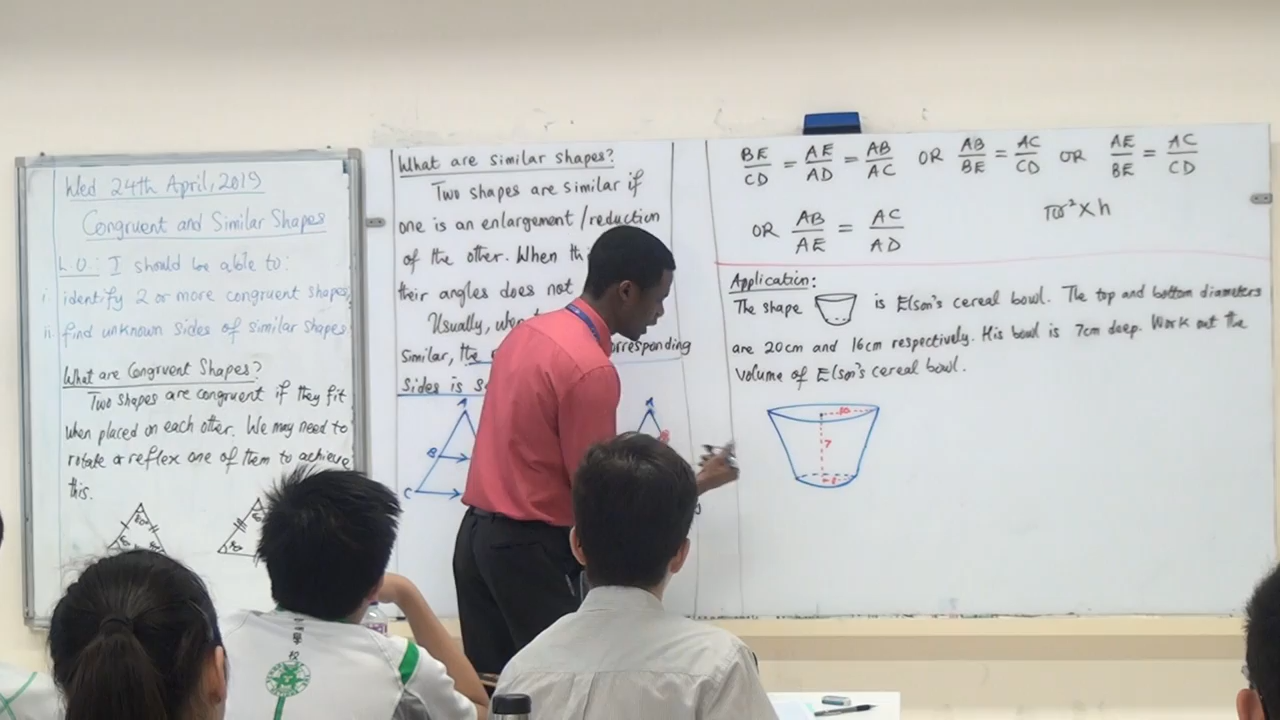 Wed 24th April, 2019
Congruent and Similar Shapes
L.O.: I should be able to:
i. identify 2 or more congruent shapes,
ii. find unknown sides of similar shapes
What are Congruent Shapes?
Two shapes are congruent if they fit
when placed on each other. We may need to
rotate or reflex one of them to achieve
this.
What are similar shapes?
Two shapes are similar if
one is an enlargement/reduction
of the other. When
their angles does not
Usually,
Similar, the corresponding
sides is
A
B
C
A
BE/CD = AE/AD = AB/AC OR AB/BE = AC/CD OR AE/BE = AC/CD
OR AB/AE = AC/AD
πr²×h
Application:
The shape is Elson's cereal bowl. The top and bottom diameters
are 20cm and 16cm respectively. His bowl is 7cm deep. Work out the
volume of Elson's cereal bowl.
10
7
8
校